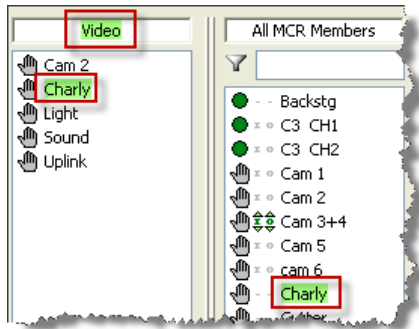 Video
Cam 2
Charly
Light
Sound
Uplink
All MCR Members
Backstg
C3 CH1
C3 CH2
Cam 1
Cam 2
Cam 3+4
Cam 5
cam 6
Charly